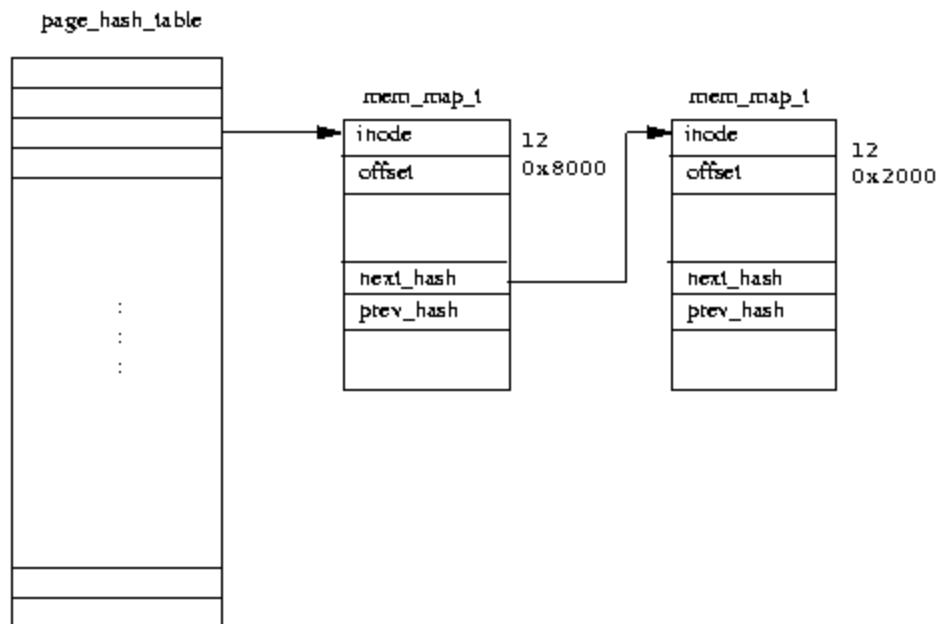 page_hash_table
mem_map_t
inode
offset
next_hash
prev_hash
12
0x8000
mem_map_t
inode
offset
next_hash
prev_hash
12
0x2000
:
:
: